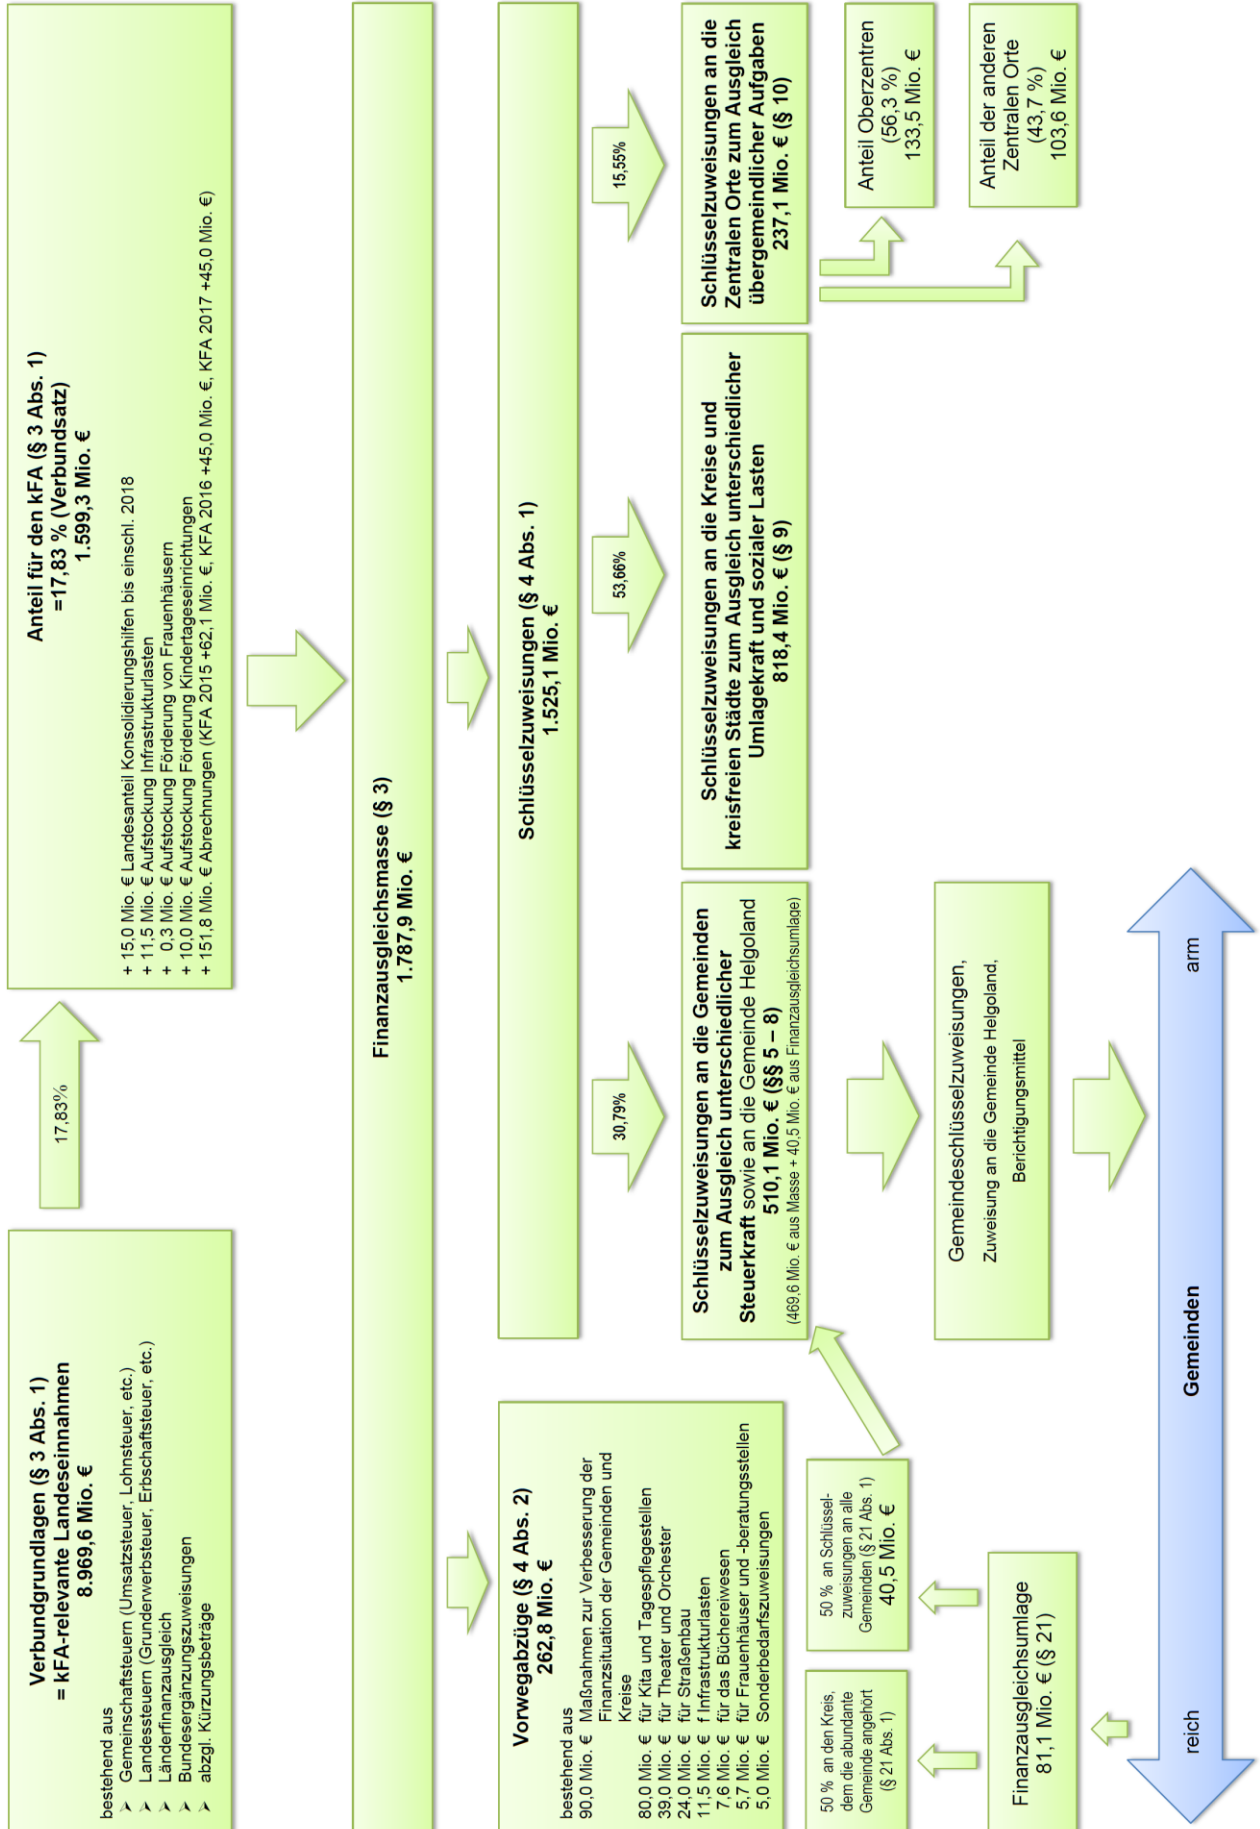 Verbundgrundlagen (§ 3 Abs. 1)
= kFA-relevante Landeseinnahmen
8.969,6 Mio. €
bestehend aus
➢ Gemeinschaftsteuern (Umsatzsteuer, Lohnsteuer, etc.)
➢ Landessteuern (Grunderwerbsteuer, Erbschaftsteuer, etc.)
➢ Länderfinanzausgleich
➢ Bundesergänzungszuweisungen
➢ abzgl. Kürzungsbeträge
17,83%
Anteil für den kFA (§ 3 Abs. 1)
=17,83 % (Verbundsatz)
1.599,3 Mio. €
+ 15,0 Mio. € Landesanteil Konsolidierungshilfen bis einschl. 2018
+ 11,5 Mio. € Aufstockung Infrastrukturlasten
+ 0,3 Mio. € Aufstockung Förderung von Frauenhäusern
+ 10,0 Mio. € Aufstockung Förderung Kindertageseinrichtungen
+ 151,8 Mio. € Abrechnungen (KFA 2015 +62,1 Mio. €, KFA 2016 +45,0 Mio. €, KFA 2017 +45,0 Mio. €)
Finanzausgleichsmasse (§ 3)
1.787,9 Mio. €
Vorwegabzüge (§ 4 Abs. 2)
262,8 Mio. €
bestehend aus
90,0 Mio. € Maßnahmen zur Verbesserung der
Finanzsituation der Gemeinden und
Kreise
80,0 Mio. € für Kita und Tagespflegestellen
39,0 Mio. € für Theater und Orchester
24,0 Mio. € für Straßenbau
11,5 Mio. € f Infrastrukturlasten
7,6 Mio. € für das Büchereiwesen
5,7 Mio. € für Frauenhäuser und -beratungsstellen
5,0 Mio. € Sonderbedarfszuweisungen
Schlüsselzuweisungen (§ 4 Abs. 1)
1.525,1 Mio. €
30,79%
53,66%
15,55%
Schlüsselzuweisungen an die Gemeinden
zum Ausgleich unterschiedlicher
Steuerkraft sowie an die Gemeinde Helgoland
510,1 Mio. € (§§ 5 – 8)
(469,6 Mio. € aus Masse + 40,5 Mio. € aus Finanzausgleichsumlage)
Schlüsselzuweisungen an die Kreise und
kreisfreien Städte zum Ausgleich unterschiedlicher
Umlagekraft und sozialer Lasten
818,4 Mio. € (§ 9)
Schlüsselzuweisungen an die
Zentralen Orte zum Ausgleich
übergemeindlicher Aufgaben
237,1 Mio. € (§ 10)
Anteil Oberzentren
(56,3 %)
133,5 Mio. €
Anteil der anderen
Zentralen Orte
(43,7 %)
103,6 Mio. €
50 % an den Kreis,
dem die abundante
Gemeinde angehört
(§ 21 Abs. 1)
50 % an Schlüssel-
zuweisungen an alle
Gemeinden (§ 21 Abs. 1)
40,5 Mio. €
Gemeindeschlüsselzuweisungen,
Zuweisung an die Gemeinde Helgoland,
Berichtigungsmittel
Finanzausgleichsumlage
81,1 Mio. € (§ 21)
reich
Gemeinden
arm